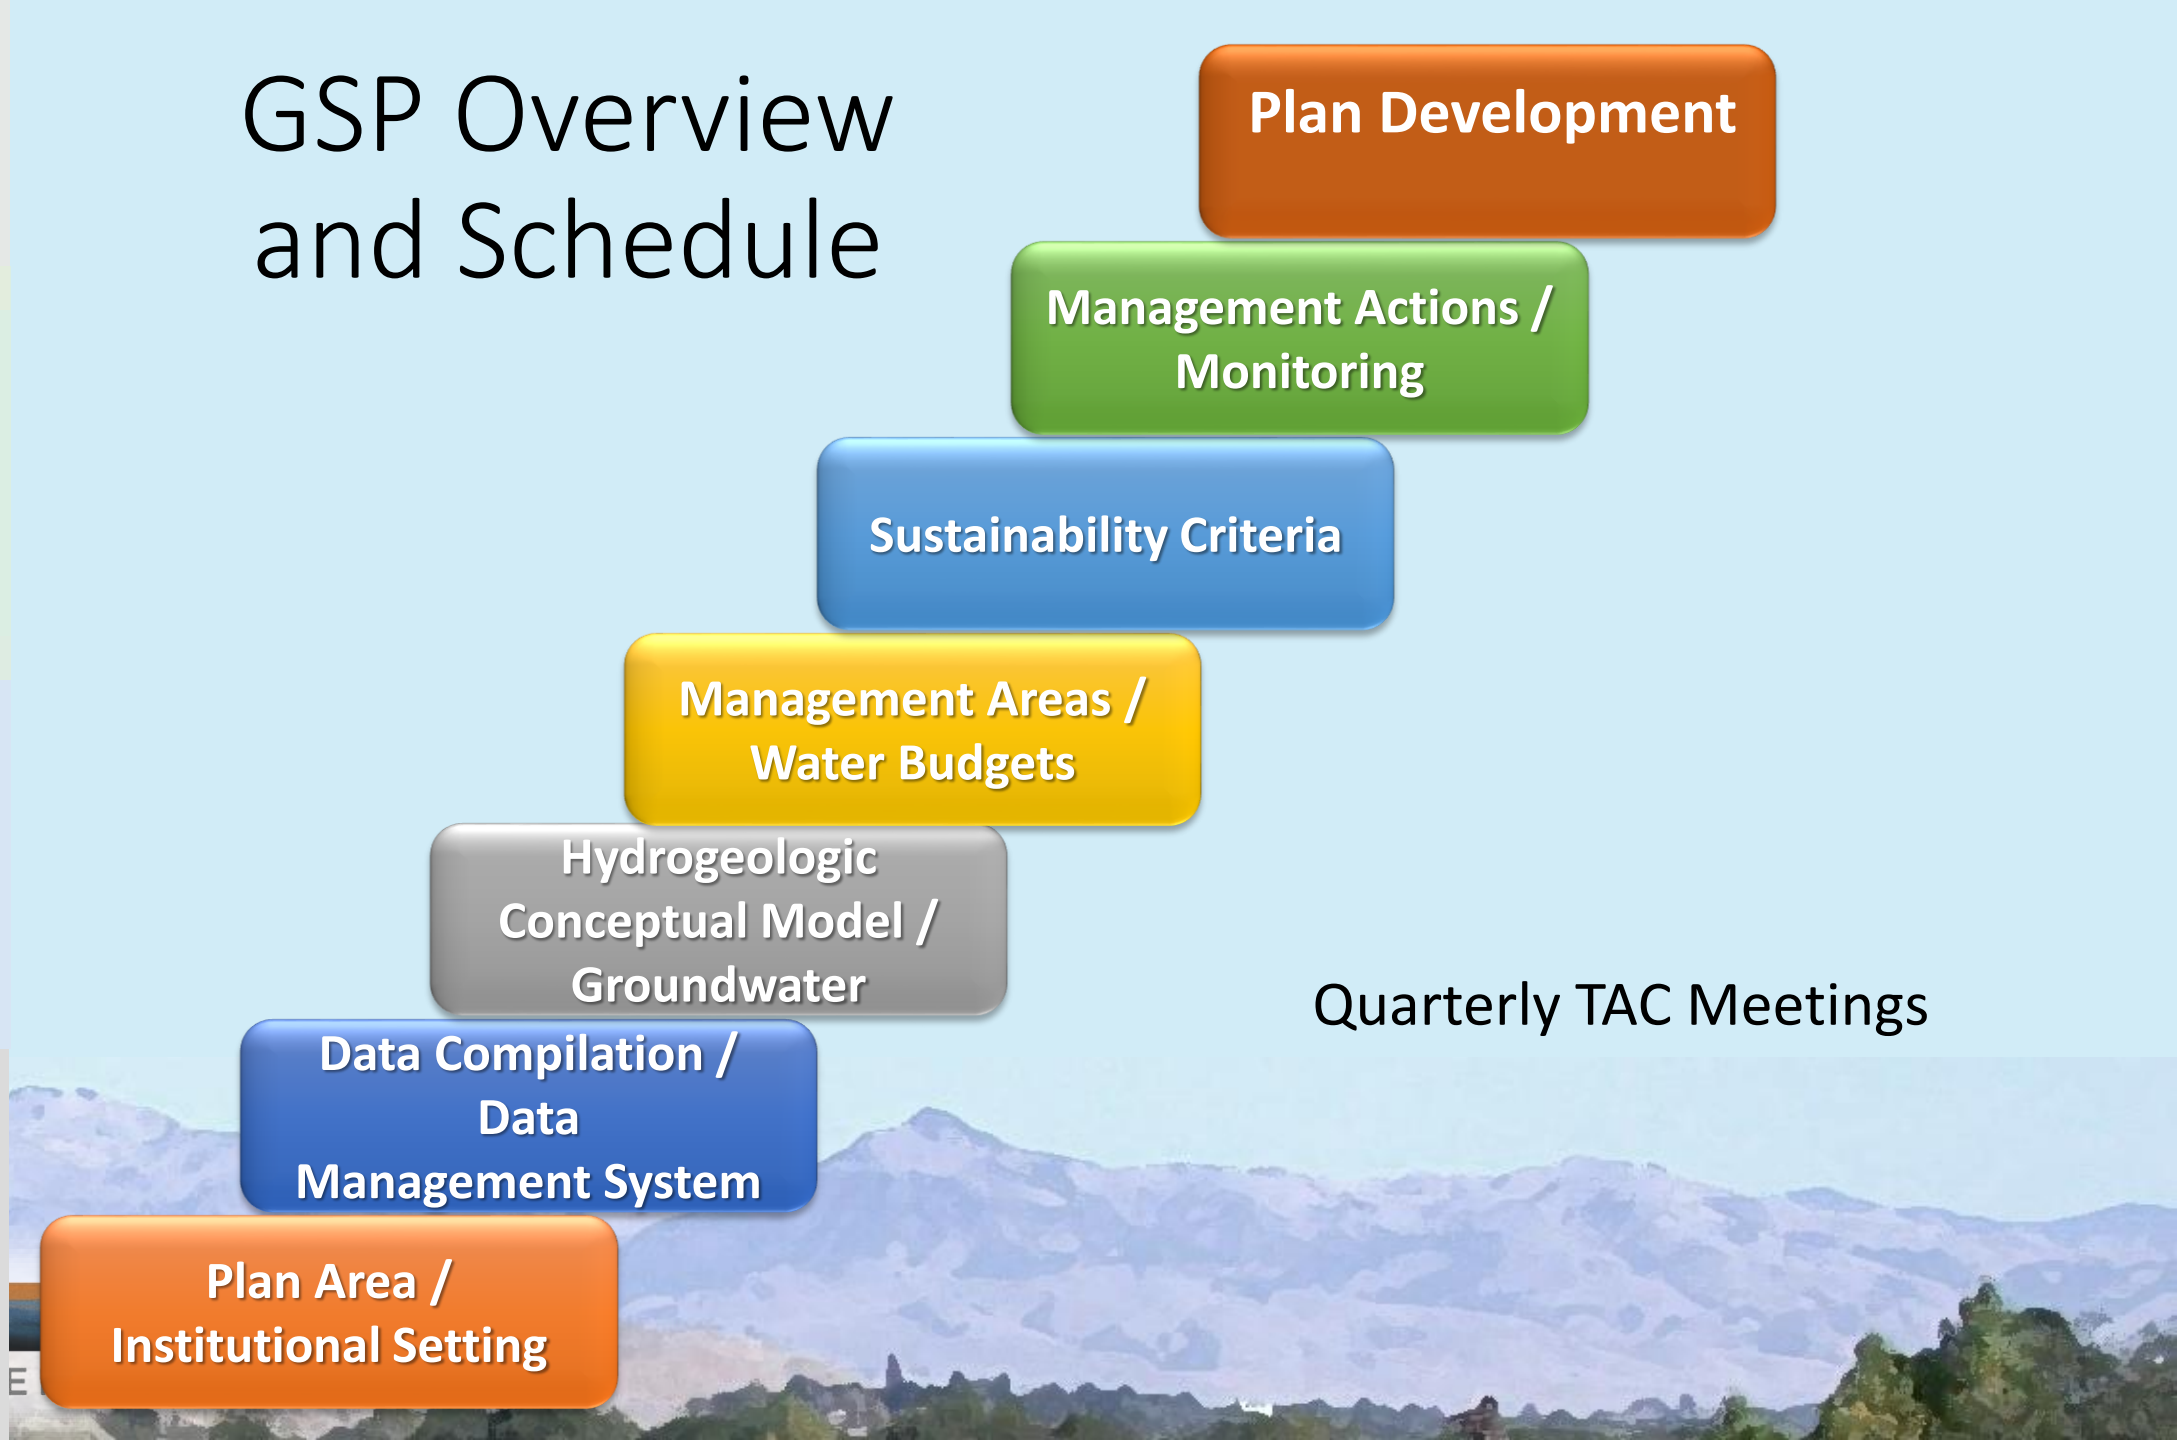 GSP Overview
and Schedule
Plan Development
Management Actions /
Monitoring
Sustainability Criteria
Management Areas /
Water Budgets
Hydrogeologic
Conceptual Model /
Groundwater
Quarterly TAC Meetings
Data Compilation /
Data
Management System
Plan Area /
Institutional Setting